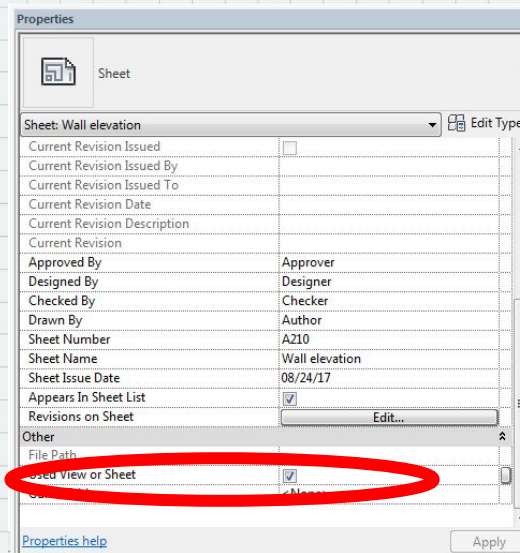 Properties
Sheet
Sheet: Wall elevation Edit Type
Current Revision Issued
Current Revision Issued By
Current Revision Issued To
Current Revision Date
Current Revision Description
Current Revision
Approved By Approver
Designed By Designer
Checked By Checker
Drawn By Author
Sheet Number A210
Sheet Name Wall elevation
Sheet Issue Date 08/24/17
Appears In Sheet List
Revisions on Sheet Edit...
Other
File Path
Used View or Sheet
<None>
Properties help Apply